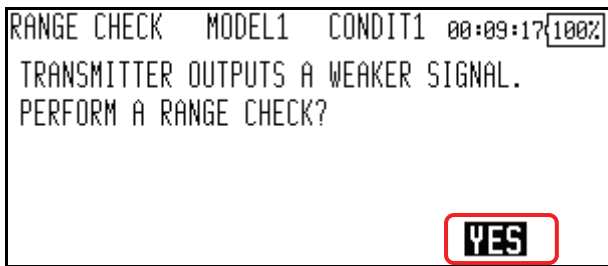 RANGE CHECK MODEL1 CONDIT1 00:09:17 100%
TRANSMITTER OUTPUTS A WEAKER SIGNAL.
PERFORM A RANGE CHECK?
YES